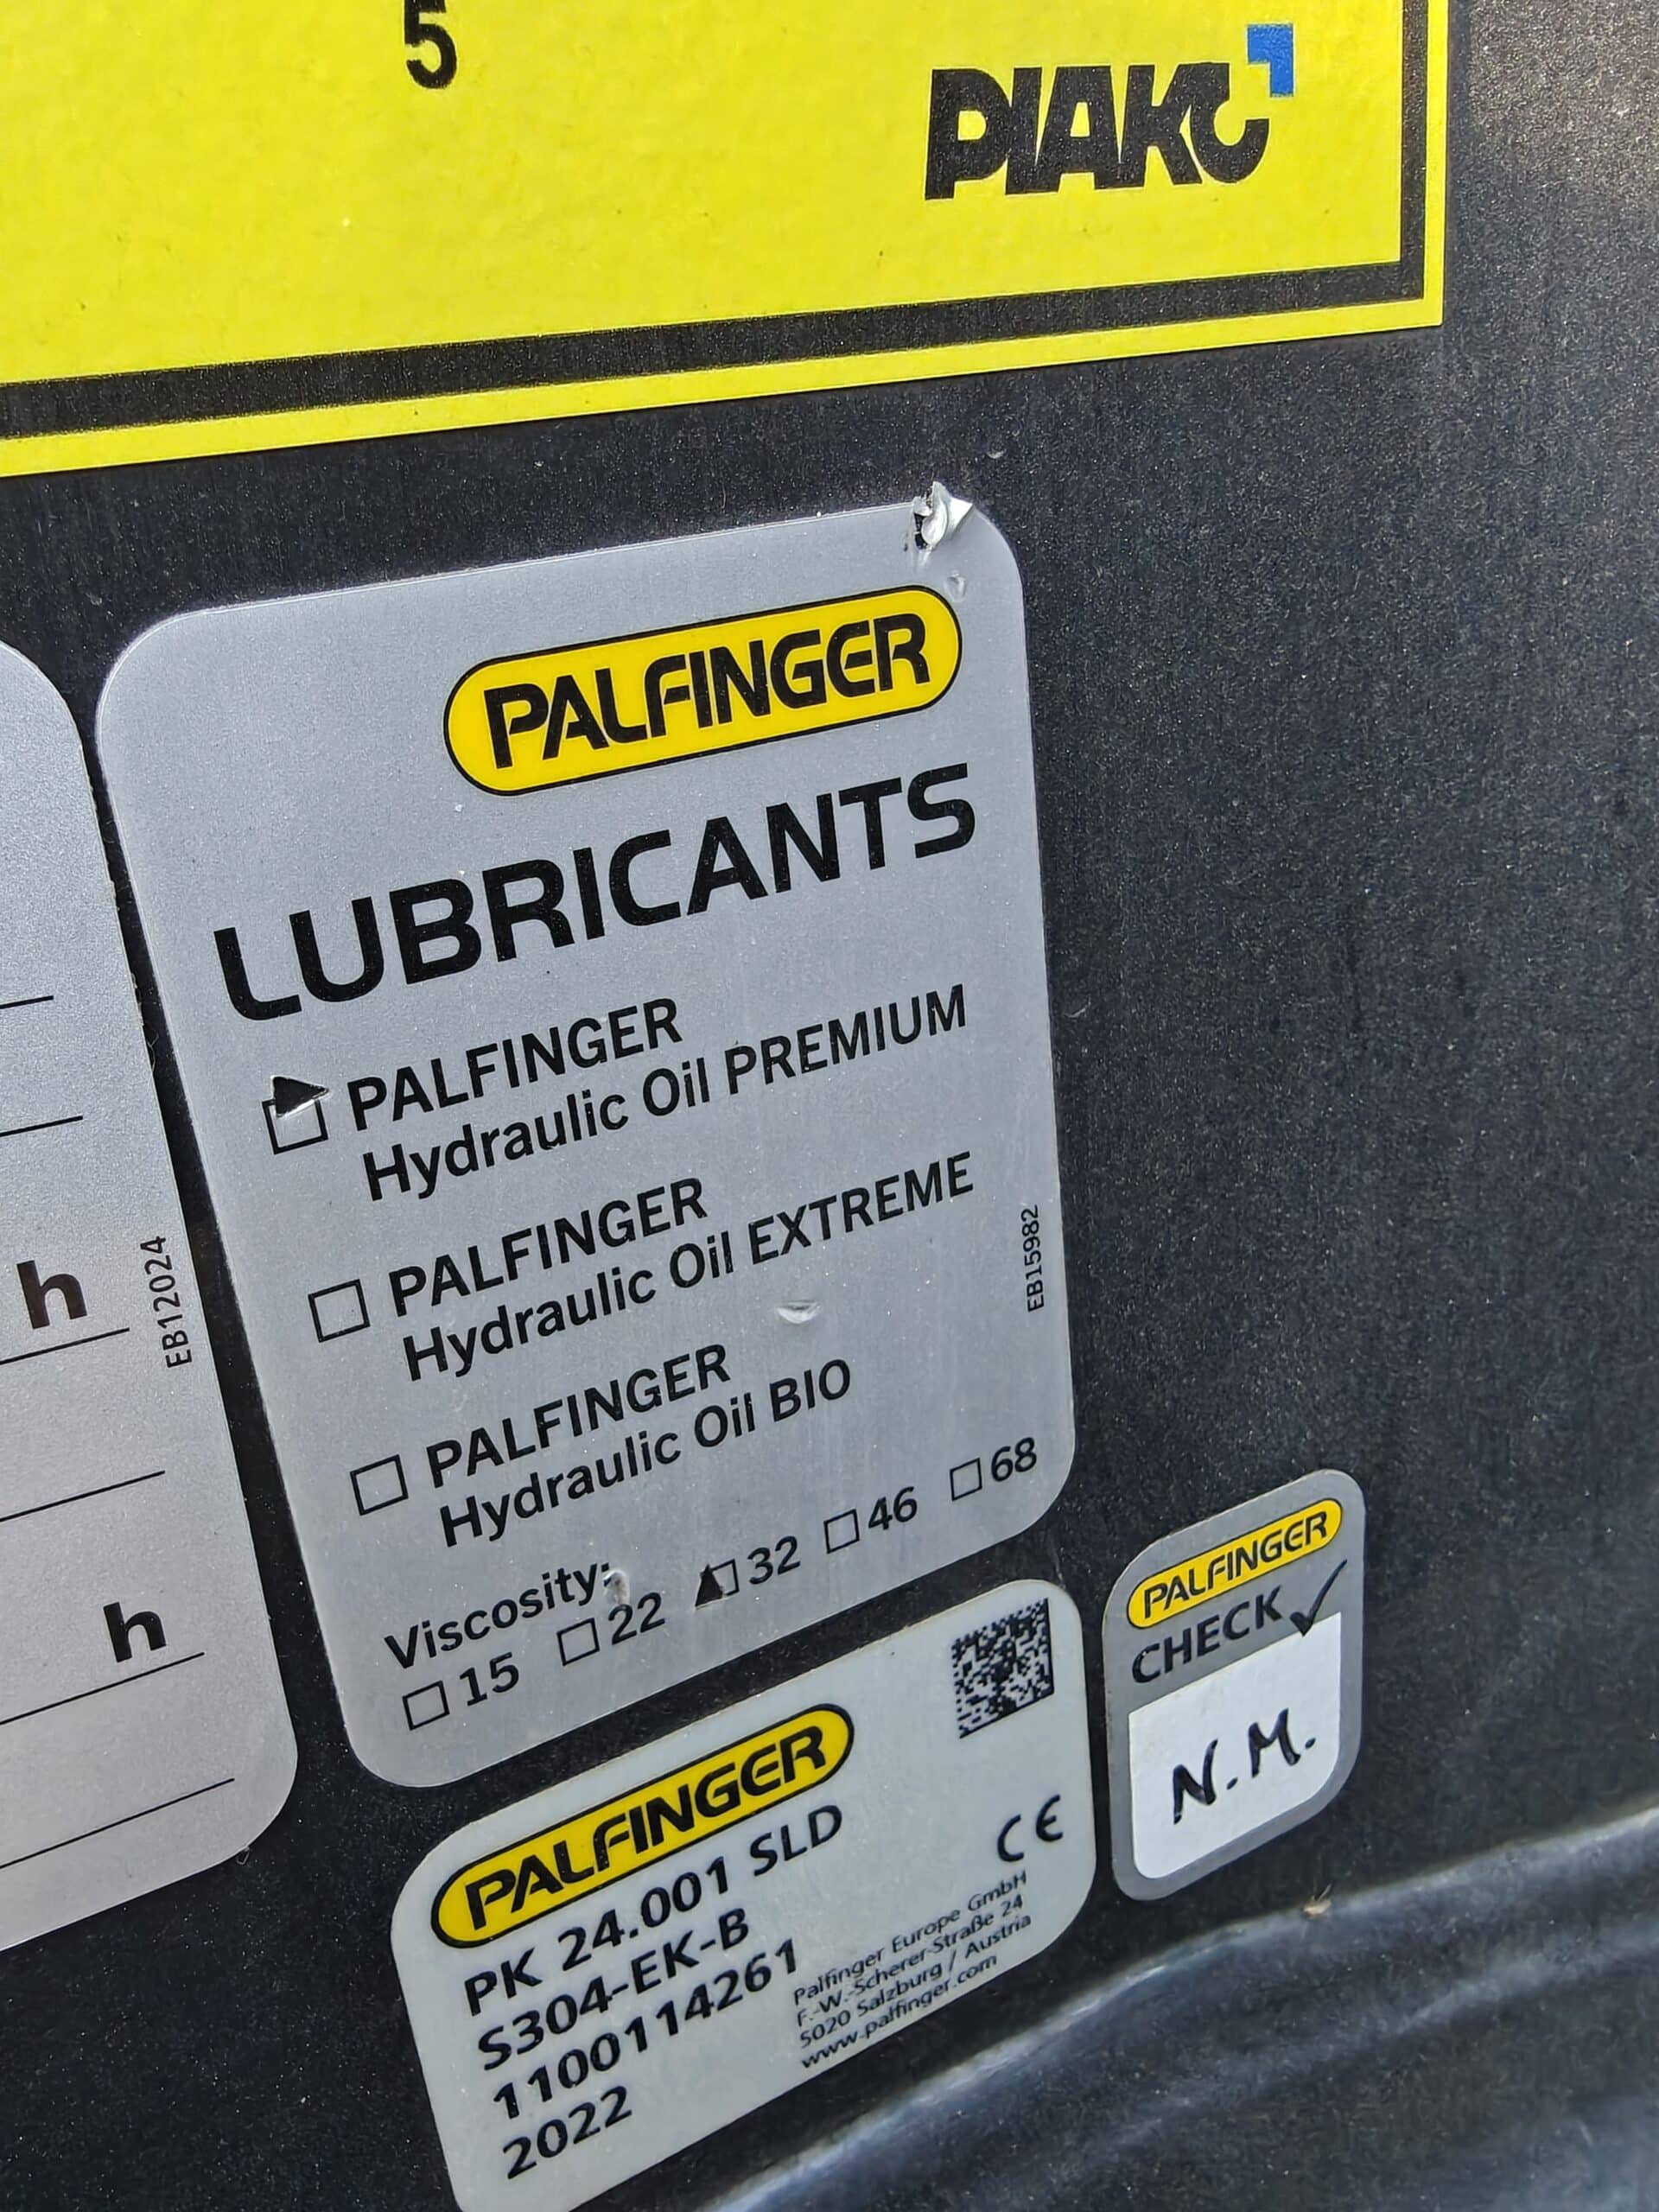 5
PALFINGER
LUBRICANTS
PALFINGER
Hydraulic Oil PREMIUM
PALFINGER
Hydraulic Oil EXTREME
PALFINGER
Hydraulic Oil BIO
Viscosity:
15 22 32 46 68
EB15982
h
EB12024
h
PALFINGER
PK 24.001 SLD
S304-EK-B
1100114261
2022
CE
Palfinger Europe GmbH
F.-W.-Scherer-Straße 24
5020 Salzburg / Austria
www.palfinger.com
PALFINGER
CHECK
N.M.